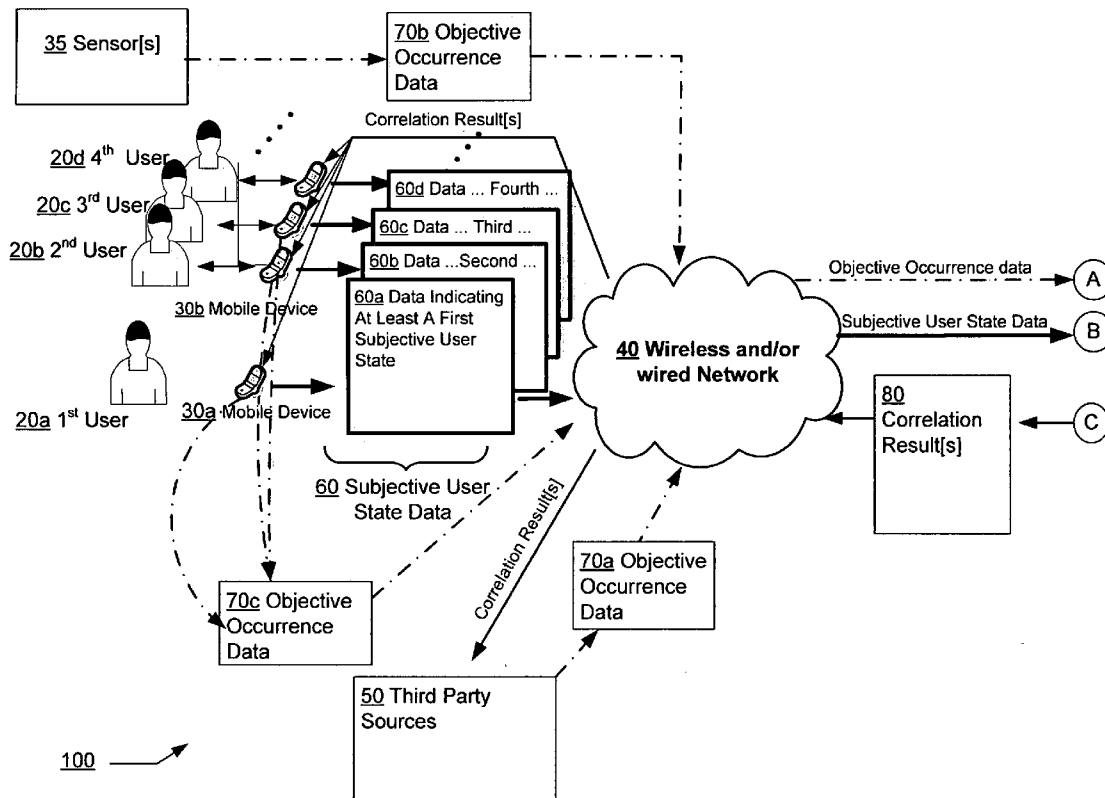 35 Sensor[s]
70b Objective
Occurrence
Data
Correlation Result[s]
20d 4th User
20c 3rd User
20b 2nd User
60d Data ... Fourth ...
60c Data ... Third ...
60b Data ...Second ...
60a Data Indicating
At Least A First
Subjective User
State
30b Mobile Device
30a Mobile Device
20a 1st User
60 Subjective User
State Data
40 Wireless and/or
wired Network
Objective Occurrence data
A
Subjective User State Data
B
80
Correlation
Result[s]
C
Correlation Result[s]
70a Objective
Occurrence
Data
70c Objective
Occurrence
Data
50 Third Party
Sources
100